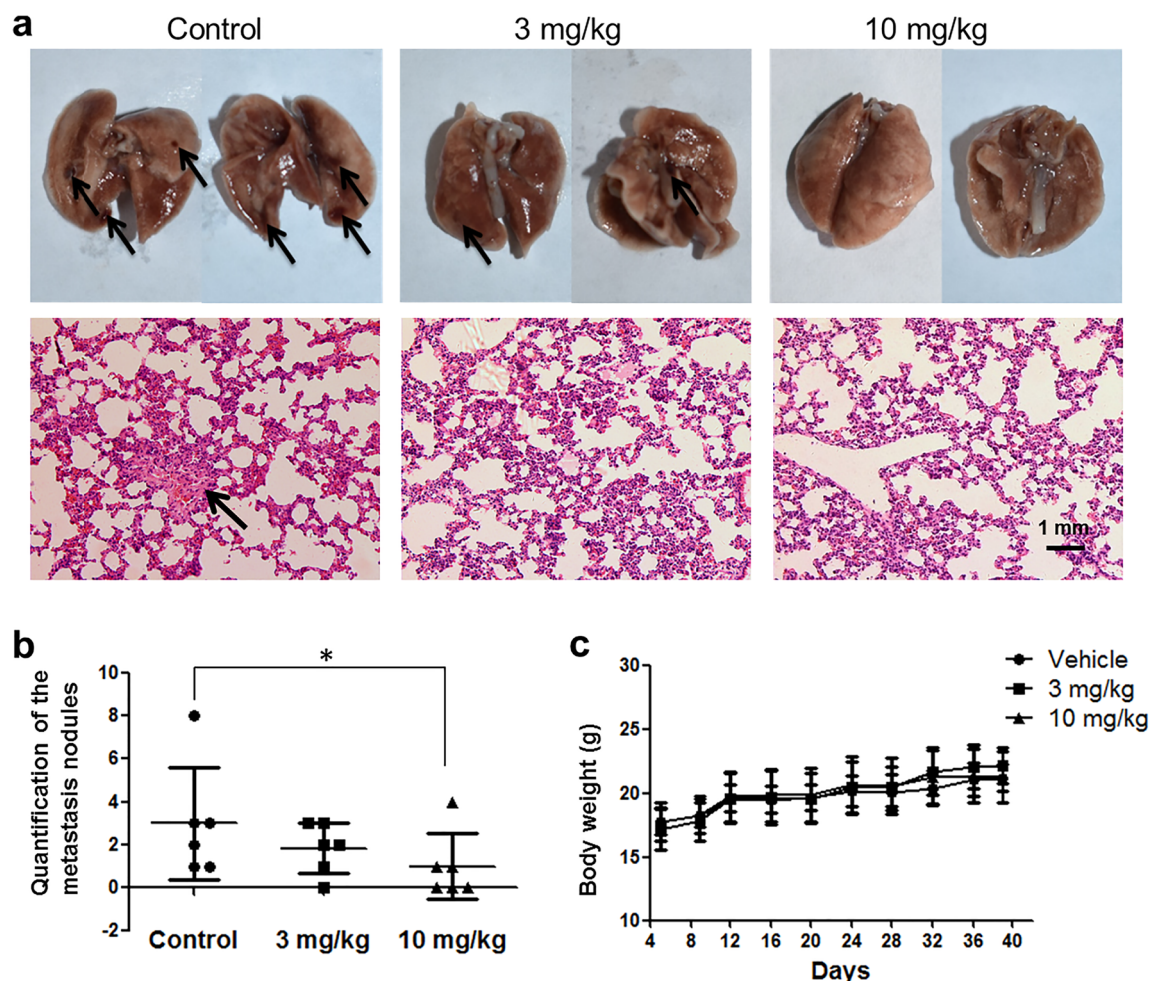 a
Control 3 mg/kg 10 mg/kg
1 mm
b
Quantification of the
metastasis nodules
10
8
6
4
2
0
-2
*
Control 3 mg/kg 10 mg/kg
c
Body weight (g)
30
25
20
15
10
Vehicle
3 mg/kg
10 mg/kg
4 8 12 16 20 24 28 32 36 40
Days